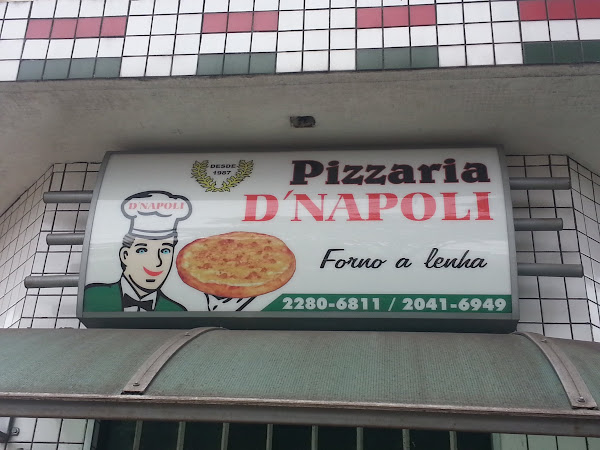 DESDE
1987
Pizzaria
D'NAPOLI
D'NAPOLI
Forno a lenha
2280-6811 / 2041-6949